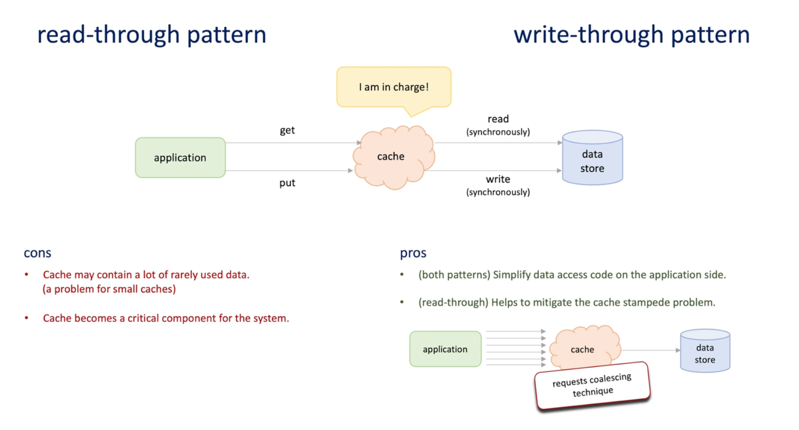 read-through pattern
write-through pattern
I am in charge!
get
read
(synchronously)
application
cache
data
store
put
write
(synchronously)
cons
• Cache may contain a lot of rarely used data.
(a problem for small caches)
• Cache becomes a critical component for the system.
pros
• (both patterns) Simplify data access code on the application side.
• (read-through) Helps to mitigate the cache stampede problem.
application
cache
data
store
requests coalescing
technique